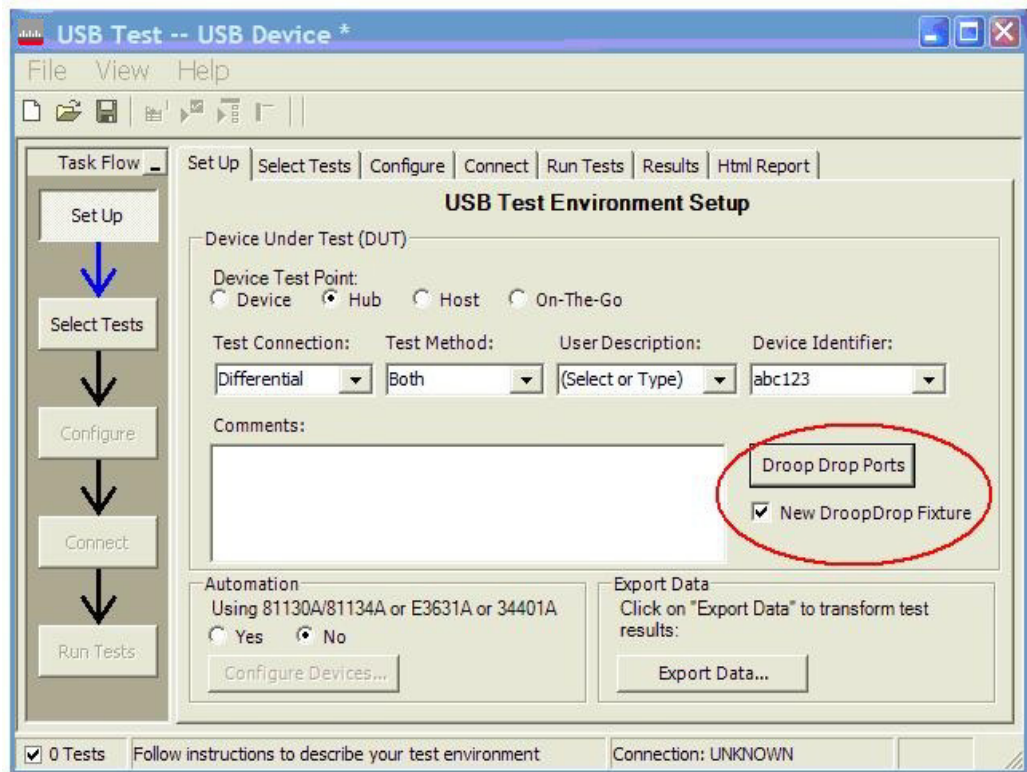 USB Test -- USB Device *
File View Help
Task Flow
Set Up Select Tests Configure Connect Run Tests Results Html Report
Set Up
Select Tests
Configure
Connect
Run Tests
USB Test Environment Setup
Device Under Test (DUT)
Device Test Point:
Device Hub Host On-The-Go
Test Connection: Test Method: User Description: Device Identifier:
Differential Both (Select or Type) abc123
Comments:
Droop Drop Ports
New DroopDrop Fixture
Automation
Using 81130A/81134A or E3631A or 34401A
Yes No
Configure Devices...
Export Data
Click on "Export Data" to transform test
results:
Export Data...
0 Tests Follow instructions to describe your test environment Connection: UNKNOWN